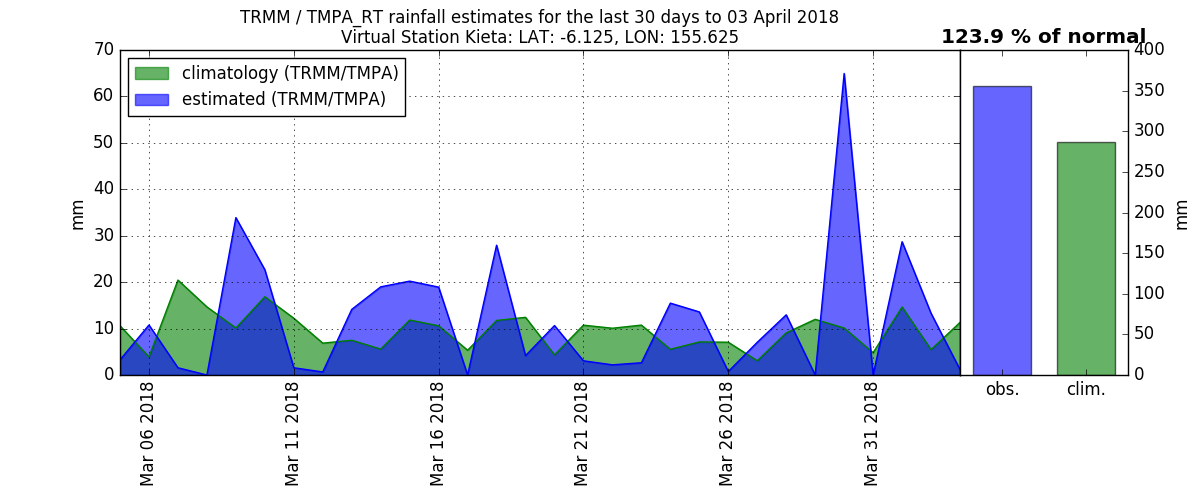 TRMM / TMPA_RT rainfall estimates for the last 30 days to 03 April 2018
Virtual Station Kieta: LAT: -6.125, LON: 155.625
123.9 % of normal
climatology (TRMM/TMPA)
estimated (TRMM/TMPA)
70
60
50
40
30
20
10
0
mm
Mar 06 2018
Mar 11 2018
Mar 16 2018
Mar 21 2018
Mar 26 2018
Mar 31 2018
400
350
300
250
200
150
100
50
0
mm
obs.
clim.